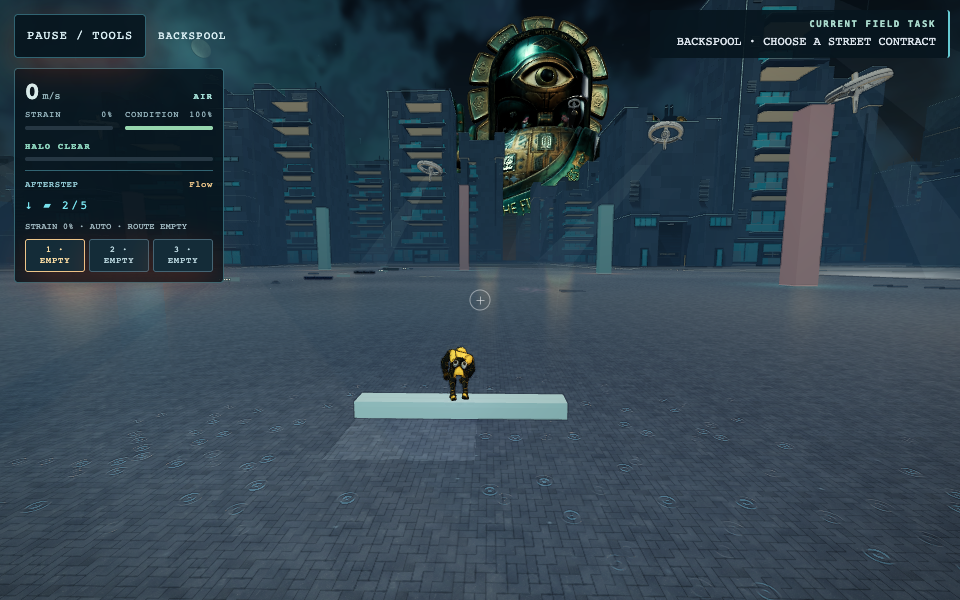 PAUSE / TOOLS
BACKSPOOL
CURRENT FIELD TASK
BACKSPOOL · CHOOSE A STREET CONTRACT
0 m/s
AIR
STRAIN 0%
CONDITION 100%
HALO CLEAR
AFTERSTEP Flow
↓ ▰ 2/5
STRAIN 0% · AUTO · ROUTE EMPTY
1 · EMPTY
2 · EMPTY
3 · EMPTY